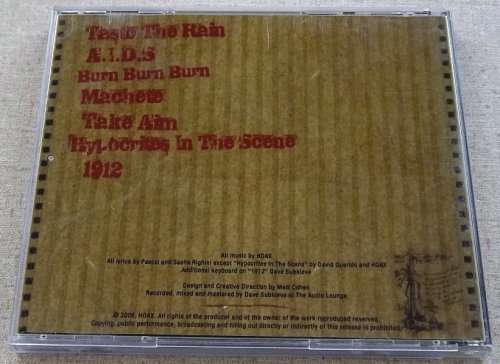 Taste The Rain
A.I.D.S
Burn Burn Burn
Machete
Take Aim
Hypocrites In The Scene
1912
All music by HOAX
All lyrics by Pascal and Sasha Righini except "Hypocrites In The Scene" by David Quarles and HOAX
Additional keyboard on "1912" Dave Subkleve
Design and Creative Direction by Matt Cohen
Recorded, mixed and mastered by Dave Subkleve at The Audio Lounge
© 2006, HOAX. All rights of the producer and of the owner of the work reproduced reserved.
Copying, public performance, broadcasting and hiring out directly or indirectly of this release is prohibited.